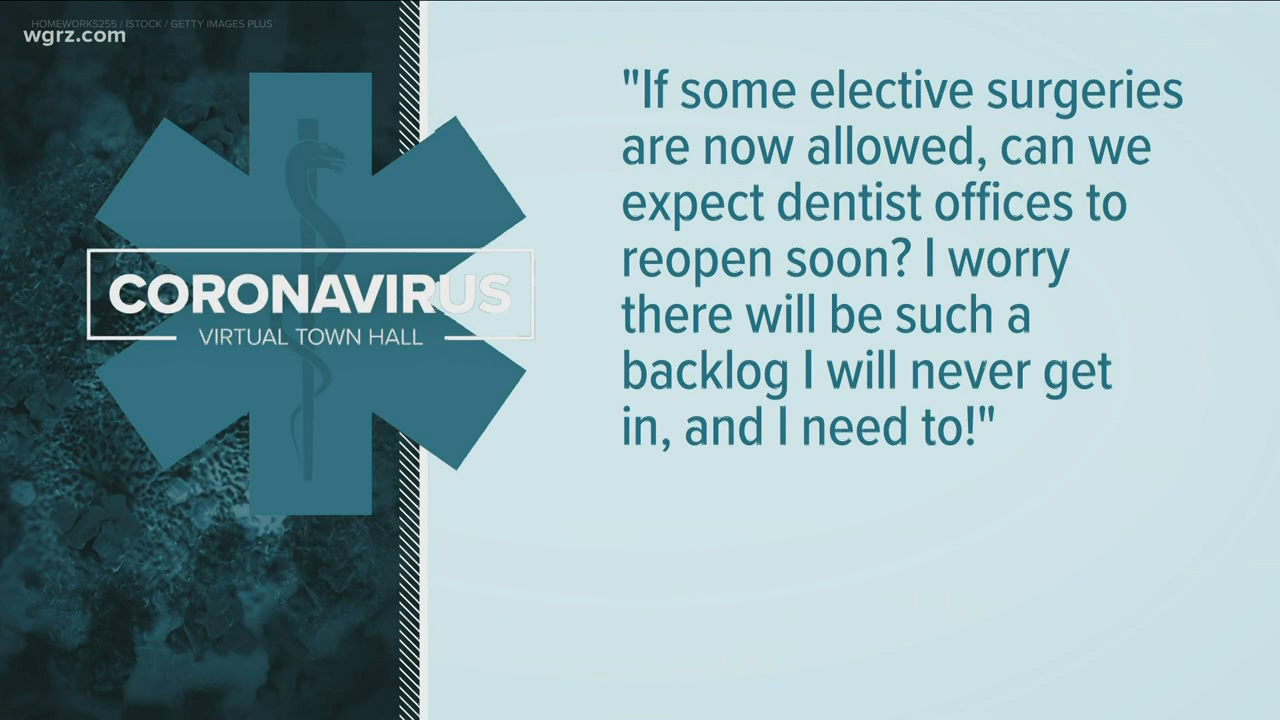 HOMEWORKS255 / ISTOCK / GETTY IMAGES PLUS
wgrz.com
CORONAVIRUS
VIRTUAL TOWN HALL
"If some elective surgeries
are now allowed, can we
expect dentist offices to
reopen soon? I worry
there will be such a
backlog I will never get
in, and I need to!"